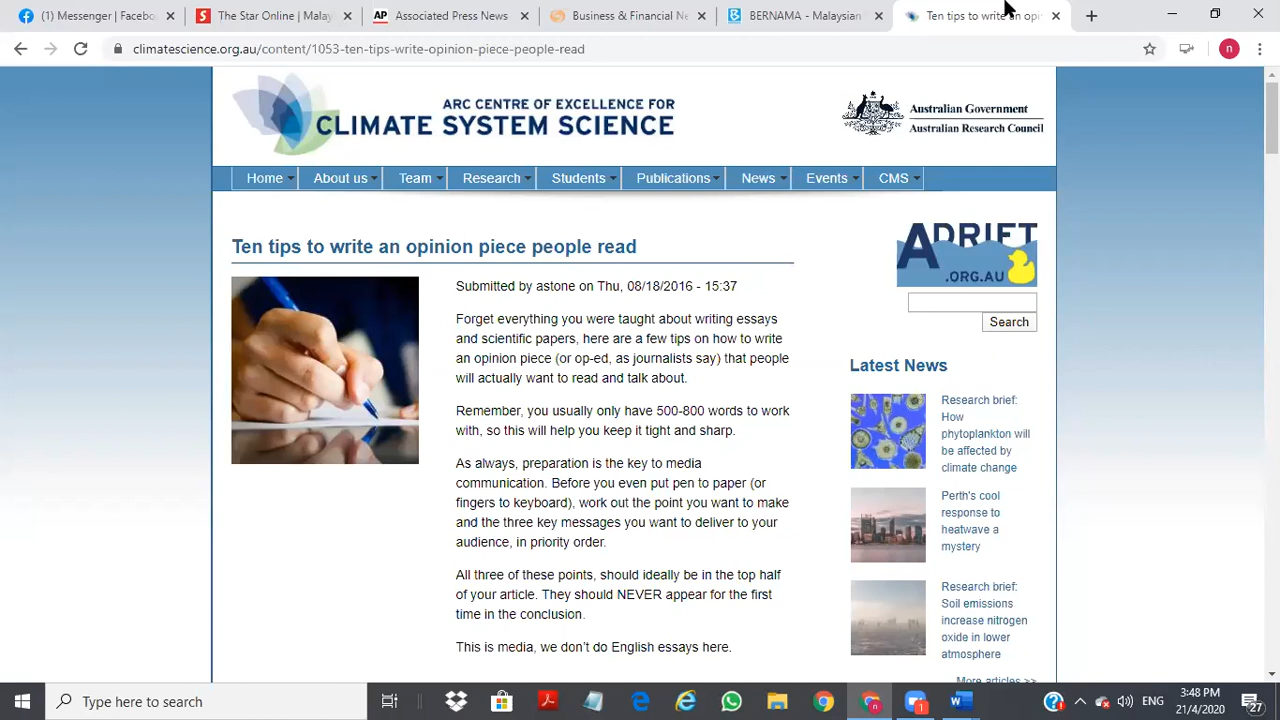 (1) Messenger | Faceb
The Star Online | Malay
Associated Press News
Business & Financial Ne
BERNAMA - Malaysian
Ten tips to write an opi
climatescience.org.au/content/1053-ten-tips-write-opinion-piece-people-read
n
ARC CENTRE OF EXCELLENCE FOR
CLIMATE SYSTEM SCIENCE
Australian Government
Australian Research Council
Home
About us
Team
Research
Students
Publications
News
Events
CMS
Ten tips to write an opinion piece people read
Submitted by astone on Thu, 08/18/2016 - 15:37
Forget everything you were taught about writing essays
and scientific papers, here are a few tips on how to write
an opinion piece (or op-ed, as journalists say) that people
will actually want to read and talk about.
Remember, you usually only have 500-800 words to work
with, so this will help you keep it tight and sharp.
As always, preparation is the key to media
communication. Before you even put pen to paper (or
fingers to keyboard), work out the point you want to make
and the three key messages you want to deliver to your
audience, in priority order.
All three of these points, should ideally be in the top half
of your article. They should NEVER appear for the first
time in the conclusion.
This is media, we don't do English essays here.
ADRIFT
.ORG.AU
Search
Latest News
Research brief:
How
phytoplankton will
be affected by
climate change
Perth's cool
response to
heatwave a
mystery
Research brief:
Soil emissions
increase nitrogen
oxide in lower
atmosphere
More articles >>
Type here to search
ENG
3:48 PM
21/4/2020
27